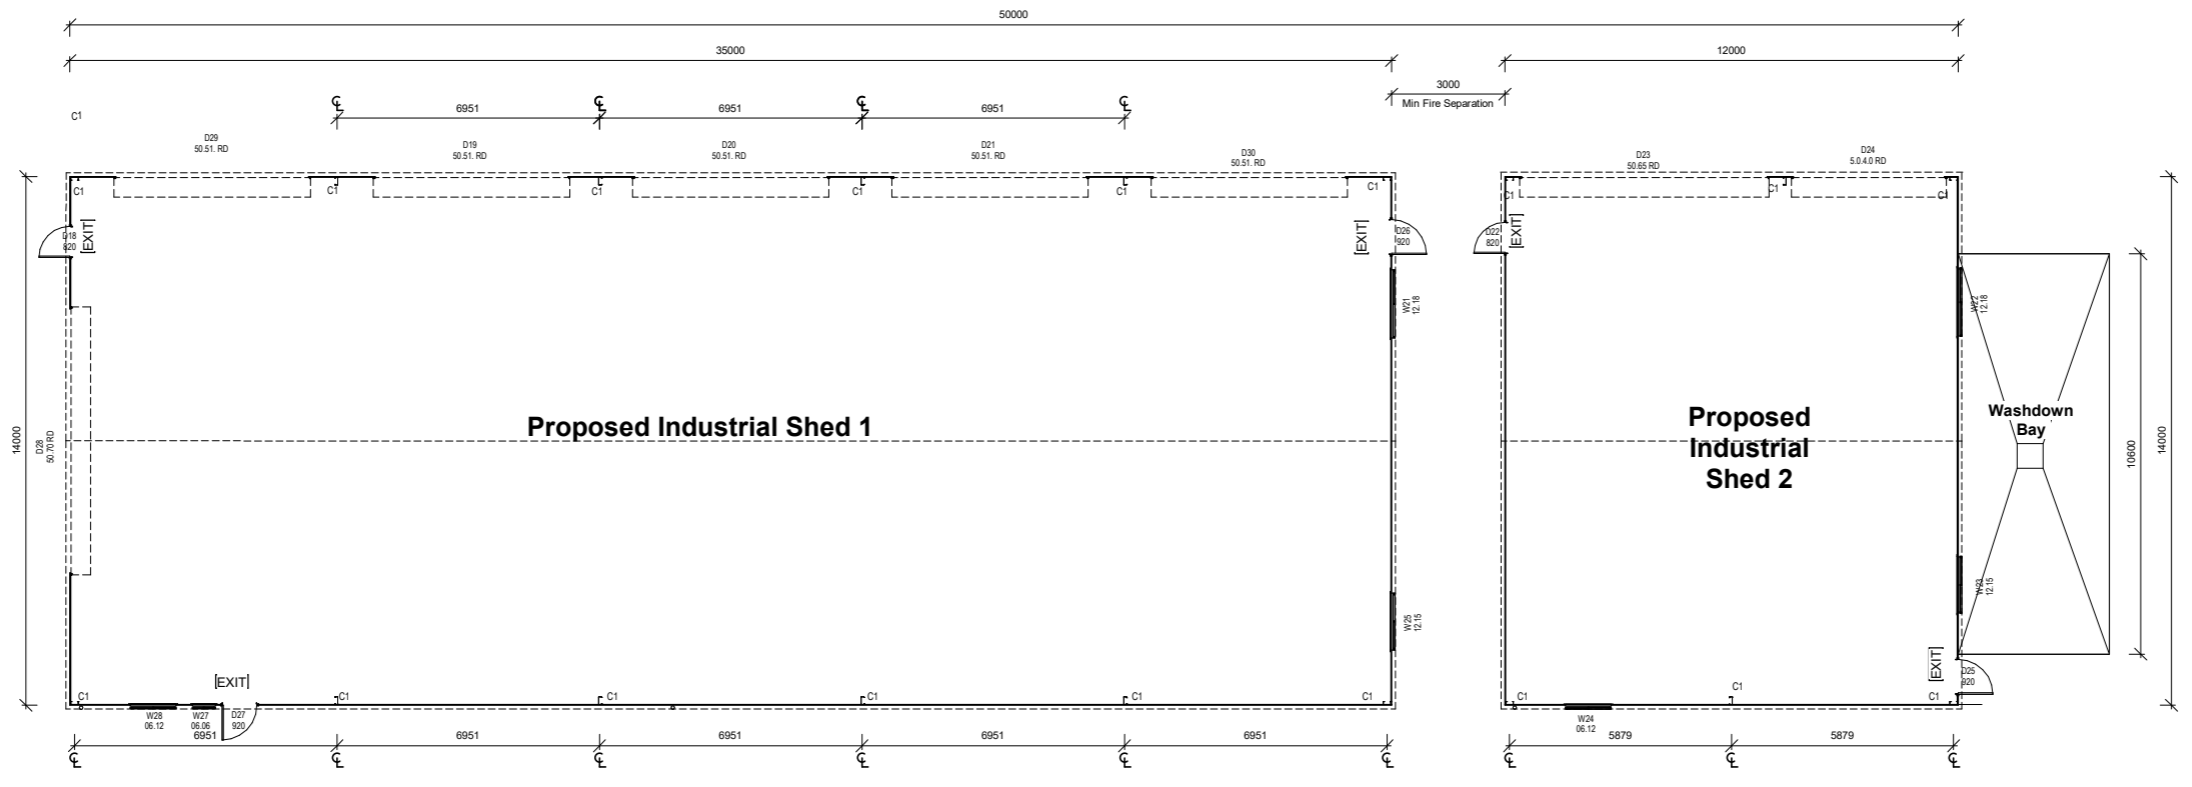 50000
35000
12000
3000
Min Fire Separation
℄
℄
℄
℄
6951
6951
6951
C1
D29
50.51. RD
D19
50.51. RD
D20
50.51. RD
D21
50.51. RD
D30
50.51. RD
D23
50.65 RD
D24
5.0.4.0 RD
C1
C1
C1
C1
C1
C1
C1
C1
C1
D18
820
[EXIT]
[EXIT]
D26
920
D22
820
[EXIT]
W21
12.18
W22
12.18
14000
D28
50.70 RD
Proposed Industrial Shed 1
Proposed
Industrial
Shed 2
Washdown
Bay
10600
14000
W25
12.15
W23
12.15
[EXIT]
[EXIT]
D25
920
C1
C1
C1
C1
C1
C1
C1
C1
C1
W28
06.12
W27
06.06
D27
920
W24
06.12
6951
6951
6951
6951
6951
5879
5879
℄
℄
℄
℄
℄
℄
℄
℄
℄